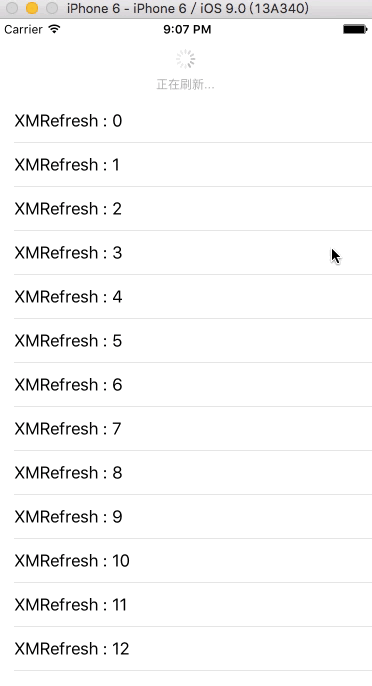 iPhone 6 - iPhone 6 / iOS 9.0 (13A340)
Carrier 9:07 PM
正在刷新...
XMRefresh : 0
XMRefresh : 1
XMRefresh : 2
XMRefresh : 3
XMRefresh : 4
XMRefresh : 5
XMRefresh : 6
XMRefresh : 7
XMRefresh : 8
XMRefresh : 9
XMRefresh : 10
XMRefresh : 11
XMRefresh : 12